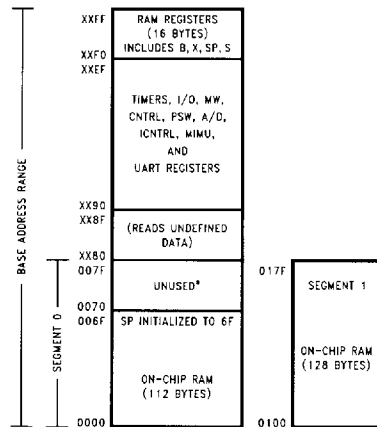 XXFF
RAM REGISTERS
(16 BYTES)
INCLUDES B, X, SP, S
XXF0
XXEF
TIMERS, I/O, MW,
CNTRL, PSW, A/D,
ICNTRL, MIMU,
AND
UART REGISTERS
XX90
XX8F
(READS UNDEFINED
DATA)
XX80
007F
UNUSED*
0070
006F
SP INITIALIZED TO 6F
ON-CHIP RAM
(112 BYTES)
0000
BASE ADDRESS RANGE
SEGMENT 0
017F
SEGMENT 1
ON-CHIP RAM
(128 BYTES)
0100